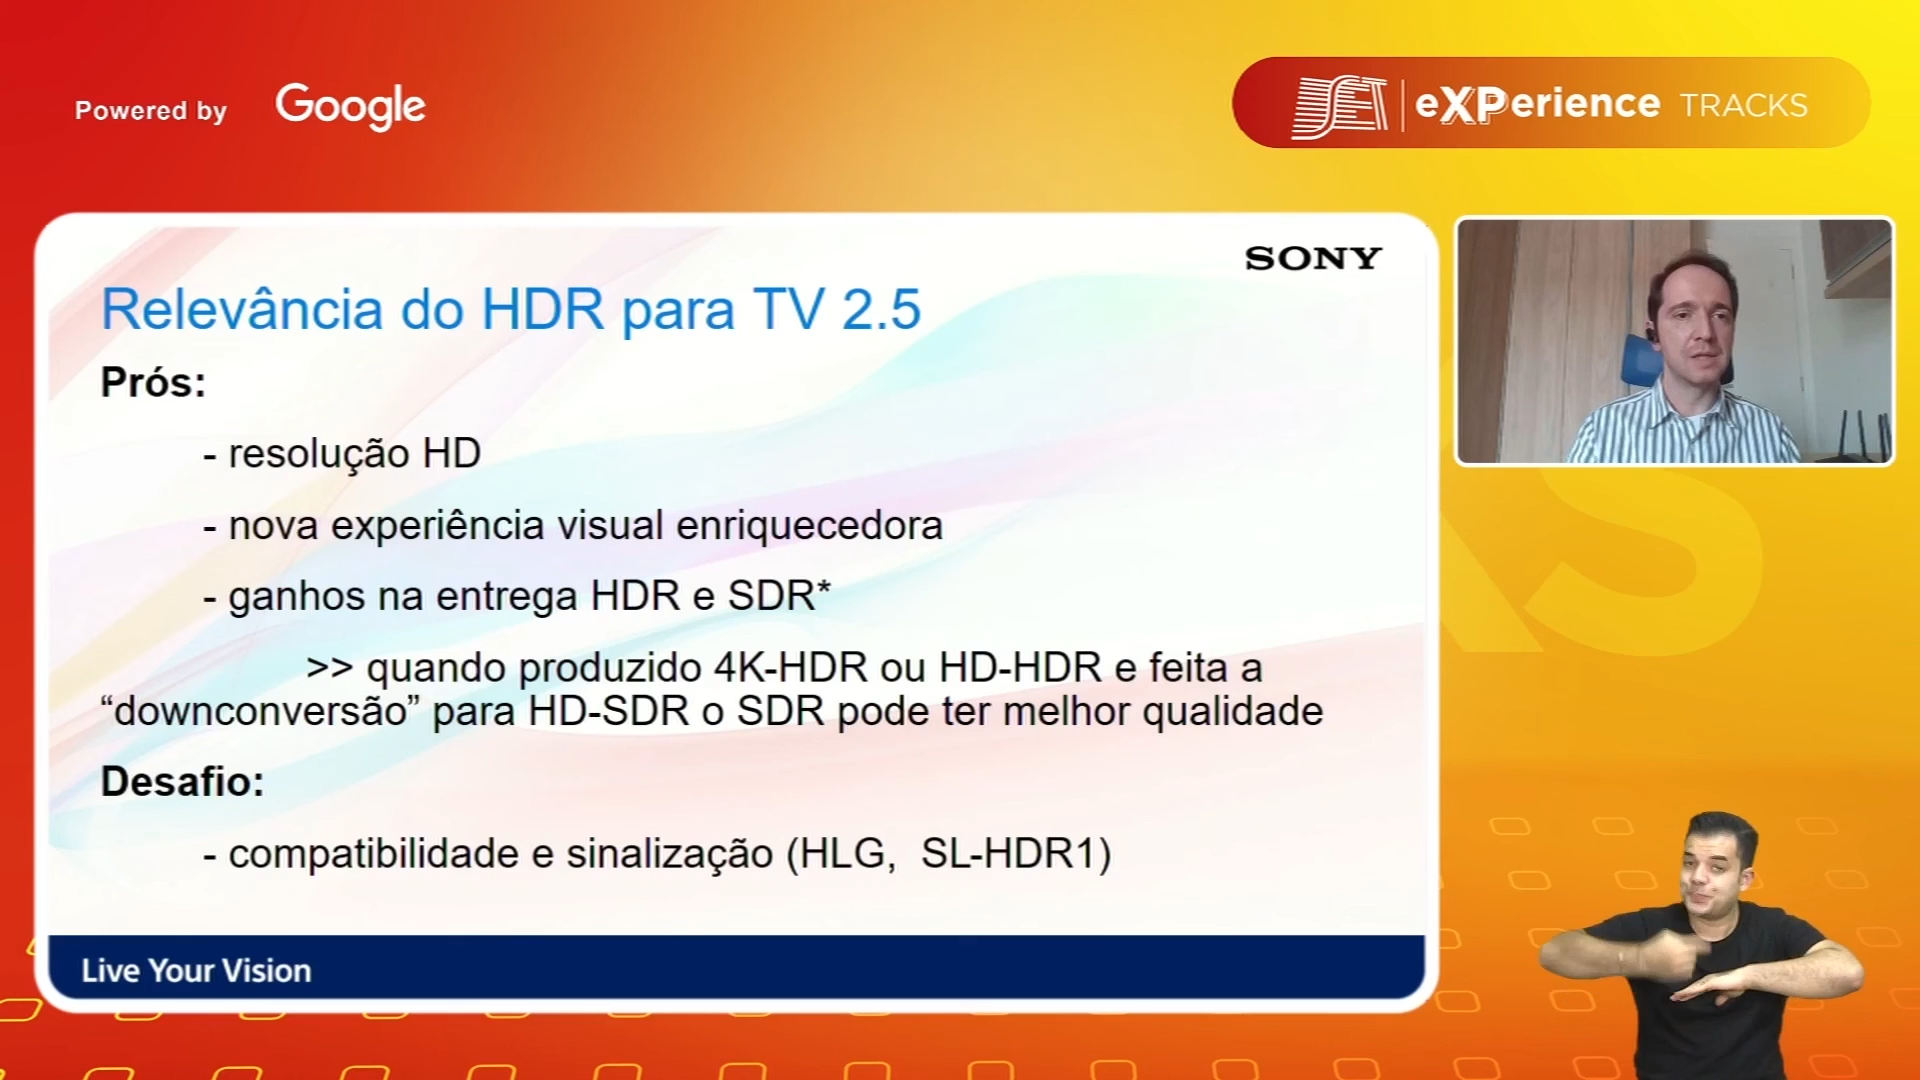 Powered by Google
SET eXPerience TRACKS
SONY
Relevância do HDR para TV 2.5
Prós:
- resolução HD
- nova experiência visual enriquecedora
- ganhos na entrega HDR e SDR*
>> quando produzido 4K-HDR ou HD-HDR e feita a
“downconversão” para HD-SDR o SDR pode ter melhor qualidade
Desafio:
- compatibilidade e sinalização (HLG, SL-HDR1)
Live Your Vision